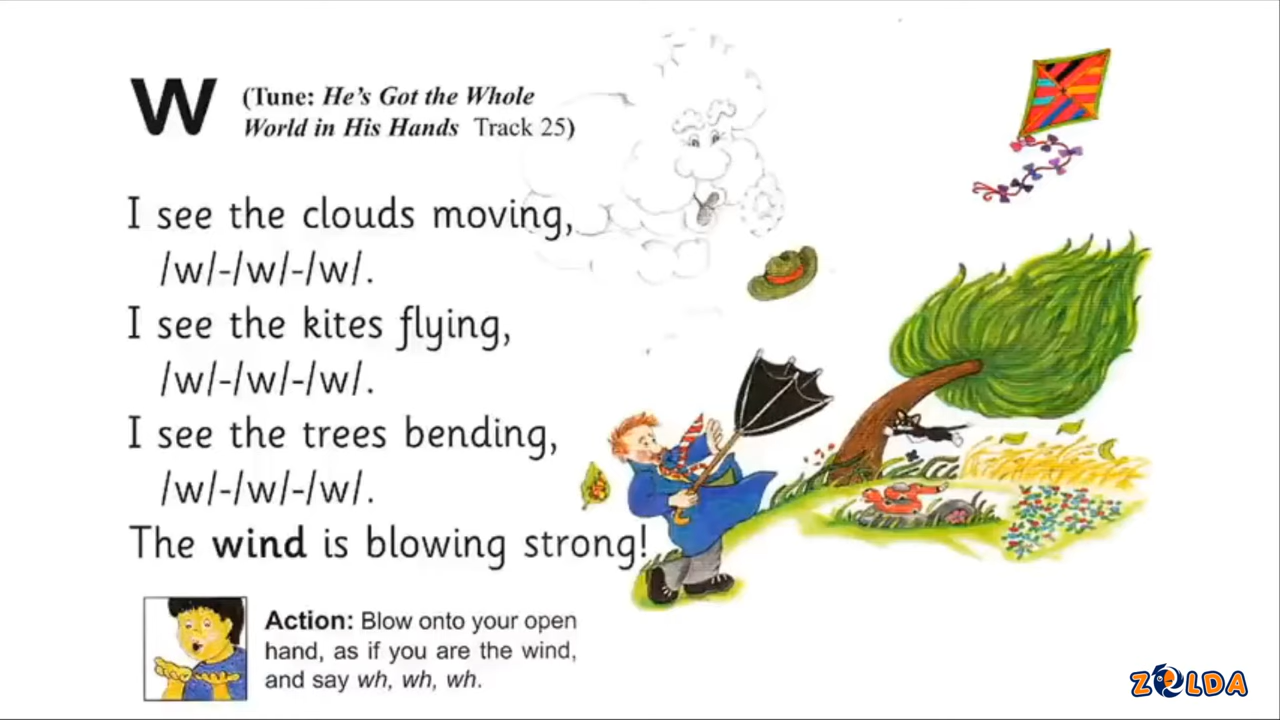 w
(Tune: He's Got the Whole
World in His Hands Track 25)
I see the clouds moving,
/w/-/w/-/w/.
I see the kites flying,
/w/-/w/-/w/.
I see the trees bending,
/w/-/w/-/w/.
The wind is blowing strong!
Action: Blow onto your open
hand, as if you are the wind,
and say wh, wh, wh.
ZELDA